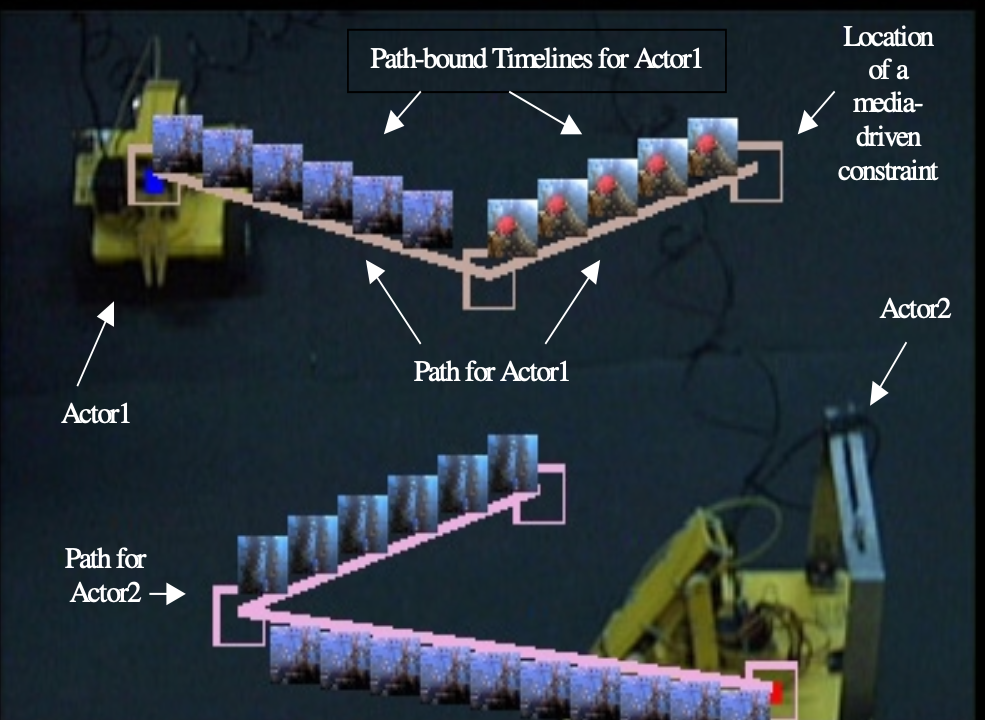 Path-bound Timelines for Actor1
Location
of a
media-
driven
constraint
Actor2
Path for Actor1
Actor1
Path for
Actor2